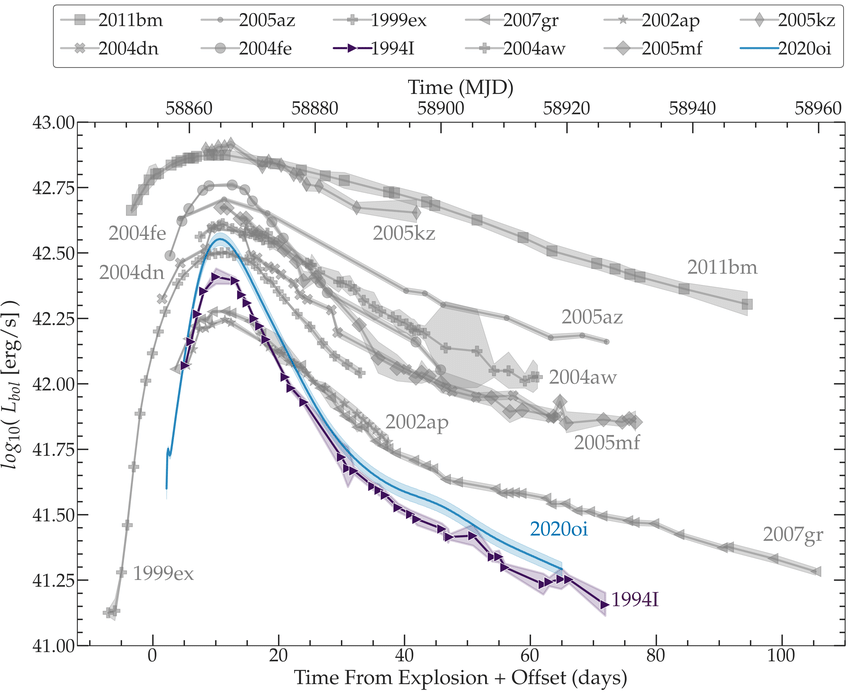 2011bm 2005az 1999ex 2007gr 2002ap 2005kz
2004dn 2004fe 1994I 2004aw 2005mf 2020oi
Time (MJD)
58860 58880 58900 58920 58940 58960
43.00
42.75
42.50
42.25
42.00
41.75
41.50
41.25
41.00
log10( Lbol [erg/s] )
2004fe
2005kz
2004dn
2011bm
2005az
2004aw
2002ap
2005mf
2020oi
2007gr
1999ex
1994I
0 20 40 60 80 100
Time From Explosion + Offset (days)